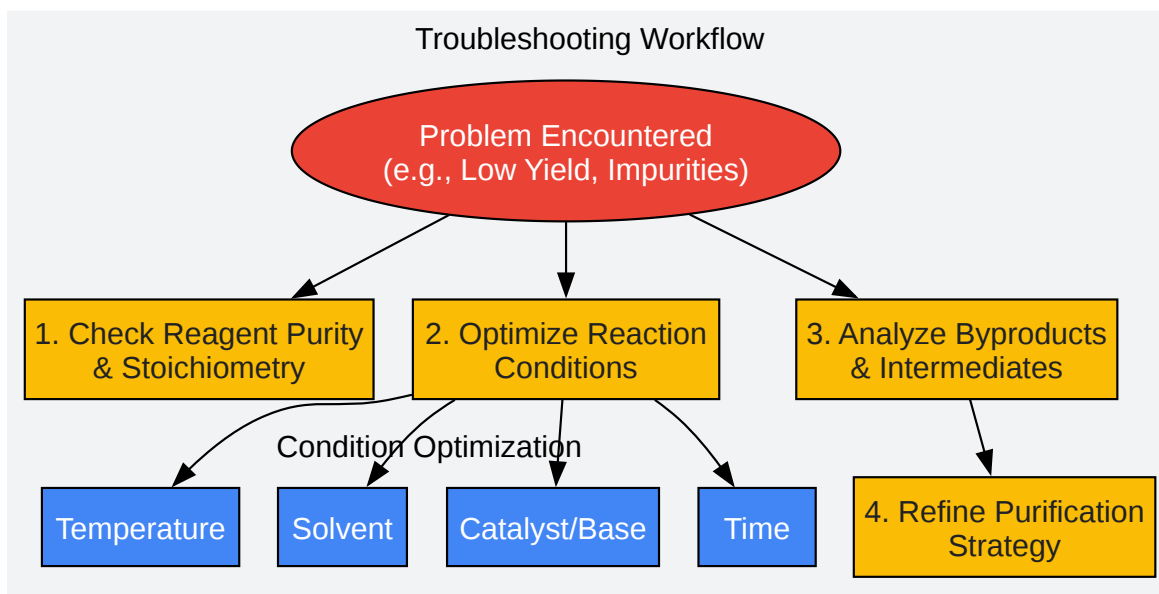 Troubleshooting Workflow
Problem Encountered
(e.g., Low Yield, Impurities)
1. Check Reagent Purity
& Stoichiometry
2. Optimize Reaction
Conditions
3. Analyze Byproducts
& Intermediates
Condition Optimization
Temperature
Solvent
Catalyst/Base
Time
4. Refine Purification
Strategy